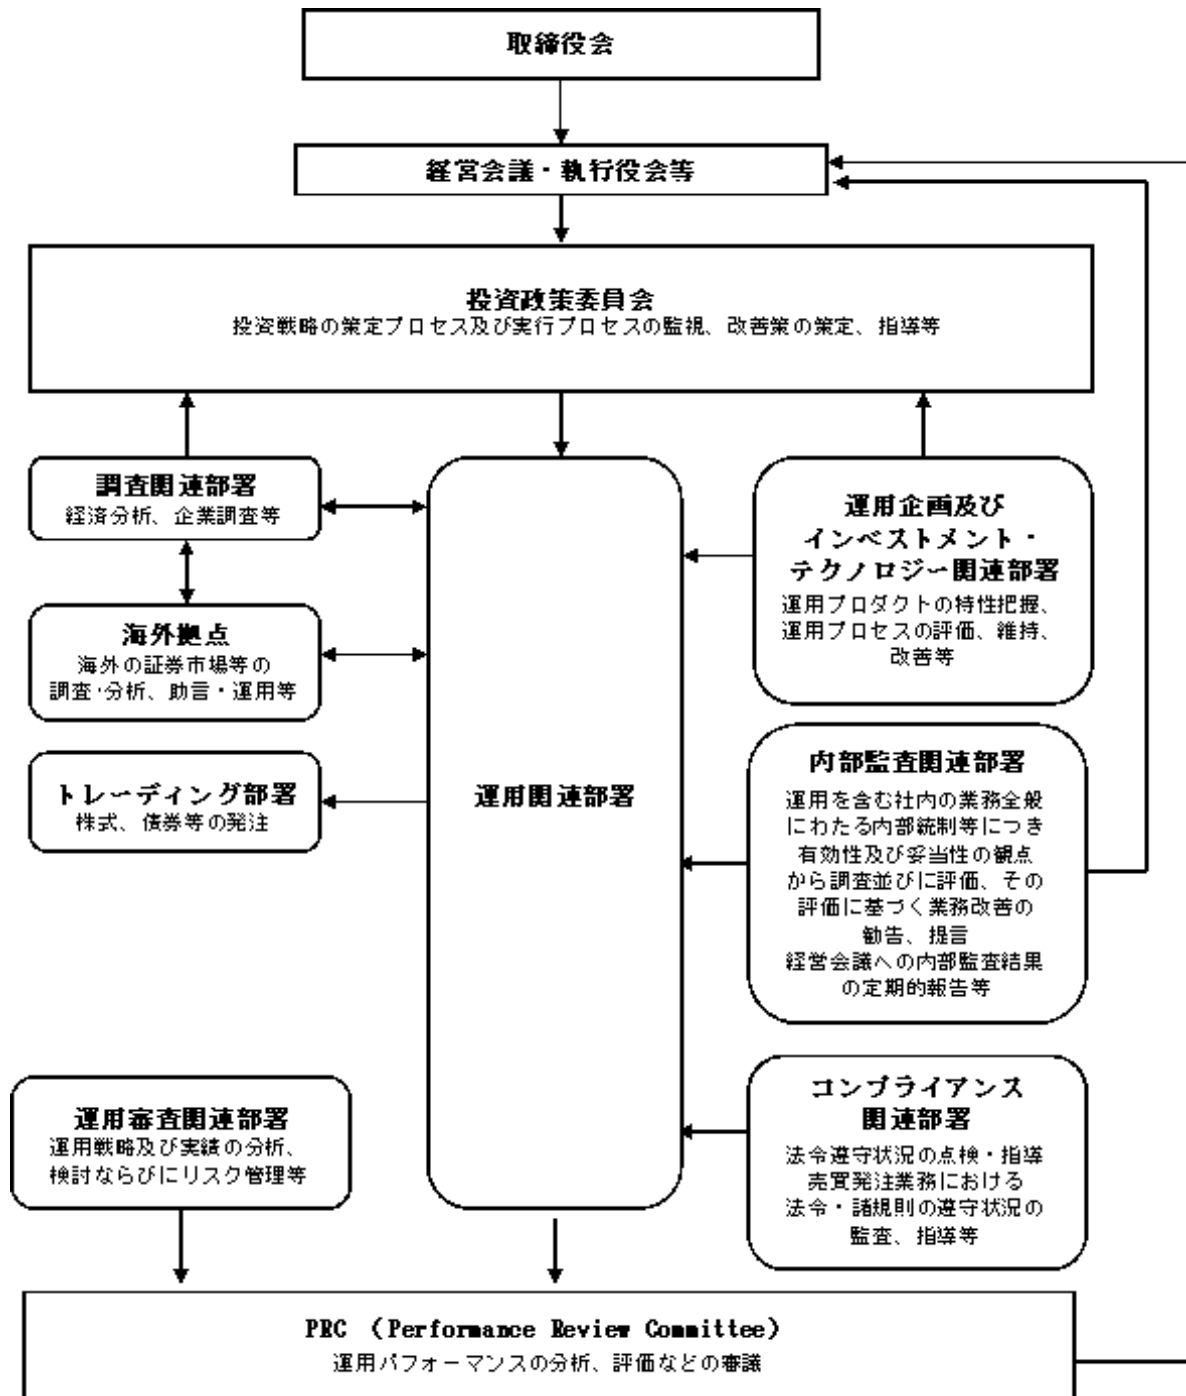 取締役会
経営会議・執行役会等
投資政策委員会
投資戦略の策定プロセス及び実行プロセスの監視、改善策の策定、指導等
調査関連部署
経済分析、企業調査等
海外拠点
海外の証券市場等の
調査・分析、助言・運用等
トレーディング部署
株式、債券等の発注
運用関連部署
運用企画及び
インベストメント・
テクノロジー関連部署
運用プロダクトの特性把握、
運用プロセスの評価、維持、
改善等
内部監査関連部署
運用を含む社内の業務全般
にわたる内部統制等につき
有効性及び妥当性の観点
から調査並びに評価、その
評価に基づく業務改善の
勧告、提言
経営会議への内部監査結果
の定期的報告等
コンプライアンス
関連部署
法令遵守状況の点検・指導
売買発注業務における
法令・諸規則の遵守状況の
監査、指導等
運用審査関連部署
運用戦略及び実績の分析、
検討ならびにリスク管理等
PRC （Performance Review Committee）
運用パフォーマンスの分析、評価などの審議